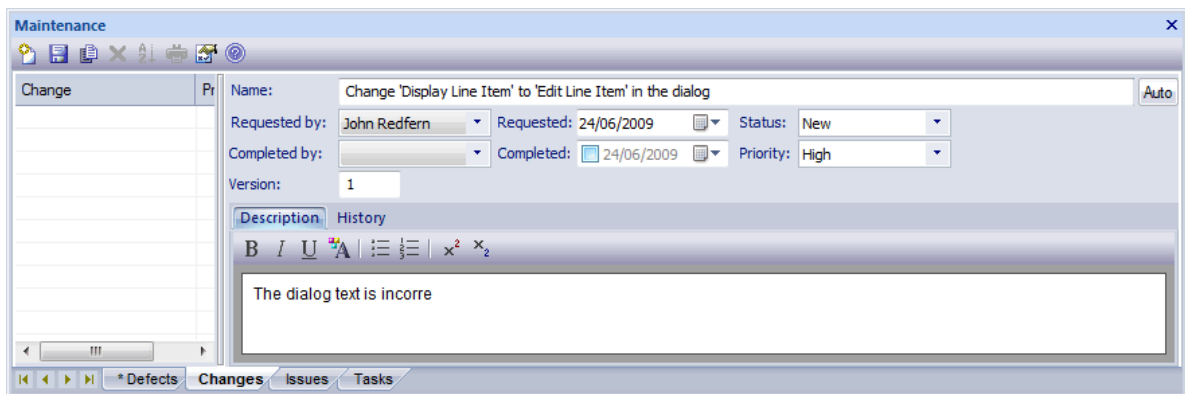 Maintenance
Change Pr
Name: Change 'Display Line Item' to 'Edit Line Item' in the dialog Auto
Requested by: John Redfern Requested: 24/06/2009 Status: New
Completed by: Completed: 24/06/2009 Priority: High
Version: 1
Description History
B I U A x² x₂
The dialog text is incorre
* Defects Changes Issues Tasks